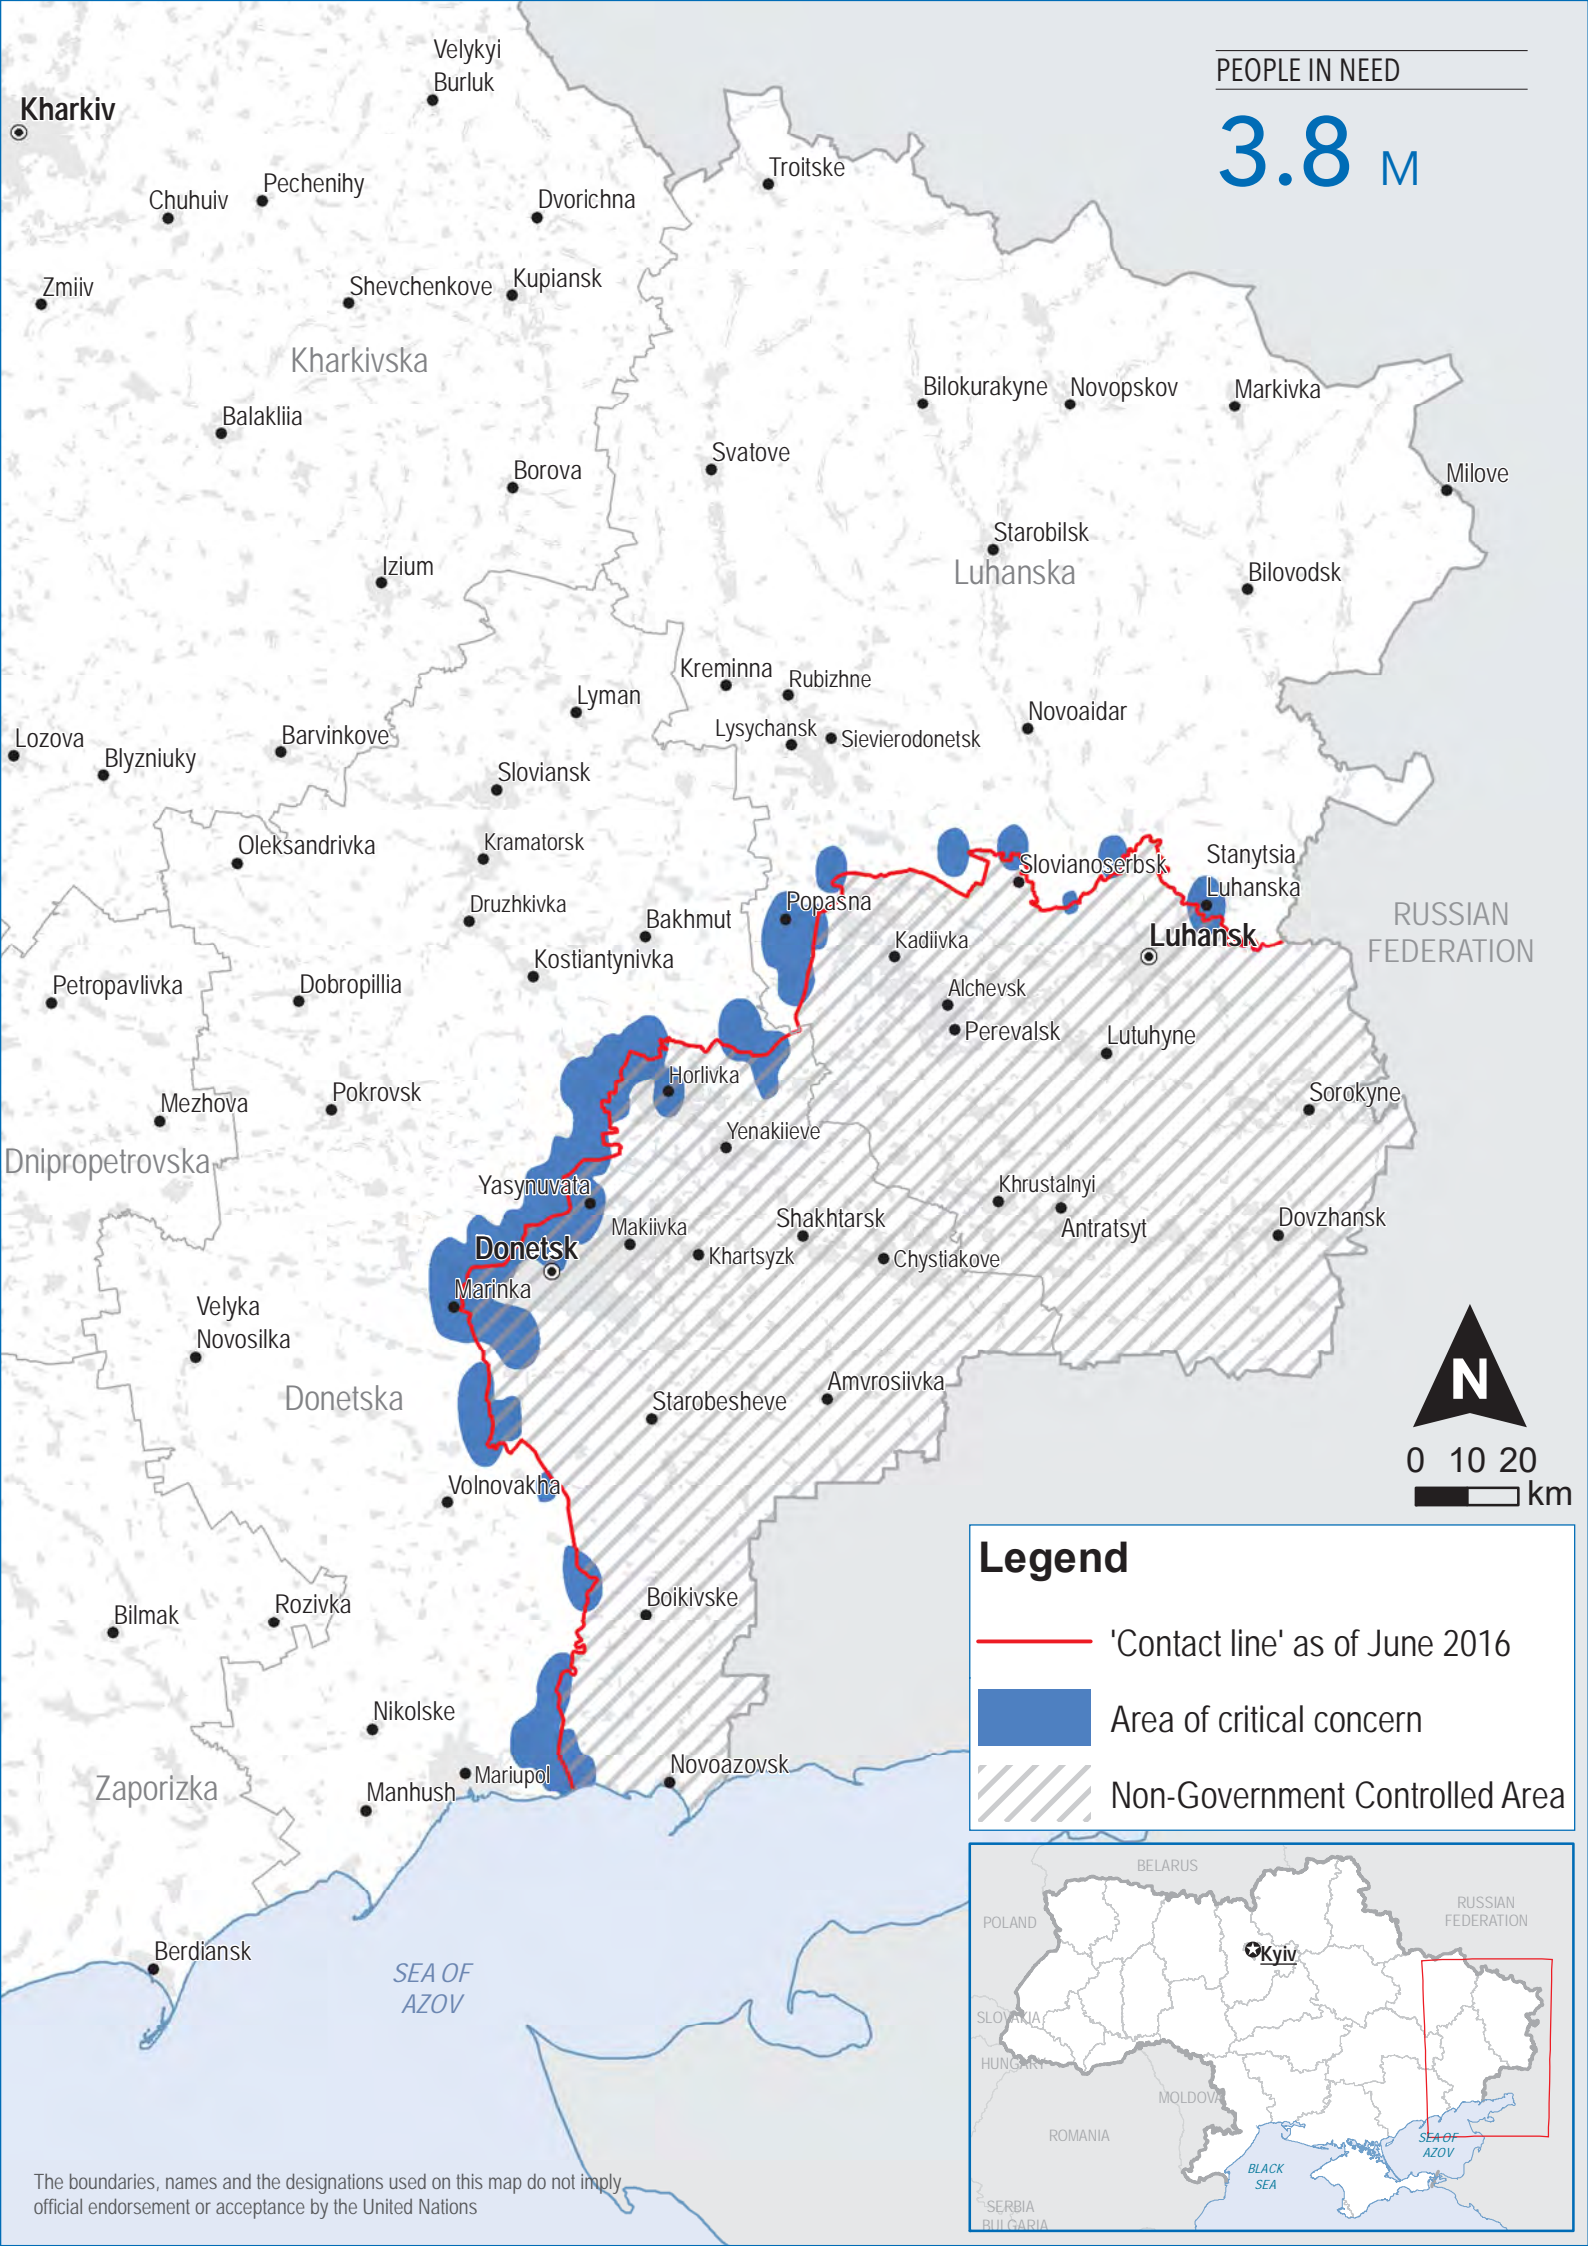 PEOPLE IN NEED
3.8 M
Velykyi
Burluk
Kharkiv
Troitske
Pechenihy
Chuhuiv
Dvorichna
Zmiiv
Shevchenkove
Kupiansk
Kharkivska
Bilokurakyne
Novopskov
Markivka
Balakliia
Svatove
Borova
Milove
Starobilsk
Luhanska
Izium
Bilovodsk
Kreminna
Rubizhne
Lyman
Novoaidar
Lysychansk
Sievierodonetsk
Lozova
Barvinkove
Blyzniuky
Sloviansk
Oleksandrivka
Kramatorsk
Slovianoserbsk
Stanytsia
Luhanska
Druzhkivka
Popasna
Bakhmut
RUSSIAN
FEDERATION
Kadiivka
Luhansk
Kostiantynivka
Petropavlivka
Dobropillia
Alchevsk
Perevalsk
Lutuhyne
Horlivka
Pokrovsk
Mezhova
Sorokyne
Yenakiieve
Dnipropetrovska
Yasynuvata
Khrustalnyi
Makiivka
Shakhtarsk
Antratsyt
Dovzhansk
Donetsk
Khartsyzk
Chystiakove
Marinka
Velyka
Novosilka
Donetska
Starobesheve
Amvrosiivka
N
0 10 20
km
Volnovakha
Legend
'Contact line' as of June 2016
Area of critical concern
Non-Government Controlled Area
Boikivske
Rozivka
Bilmak
Nikolske
Novoazovsk
Mariupol
Manhush
Zaporizka
Berdiansk
SEA OF
AZOV
BELARUS
POLAND
RUSSIAN
FEDERATION
Kyiv
SLOVAKIA
HUNGARY
MOLDOVA
ROMANIA
SEA OF
AZOV
BLACK
SEA
SERBIA
BULGARIA
The boundaries, names and the designations used on this map do not imply
official endorsement or acceptance by the United Nations